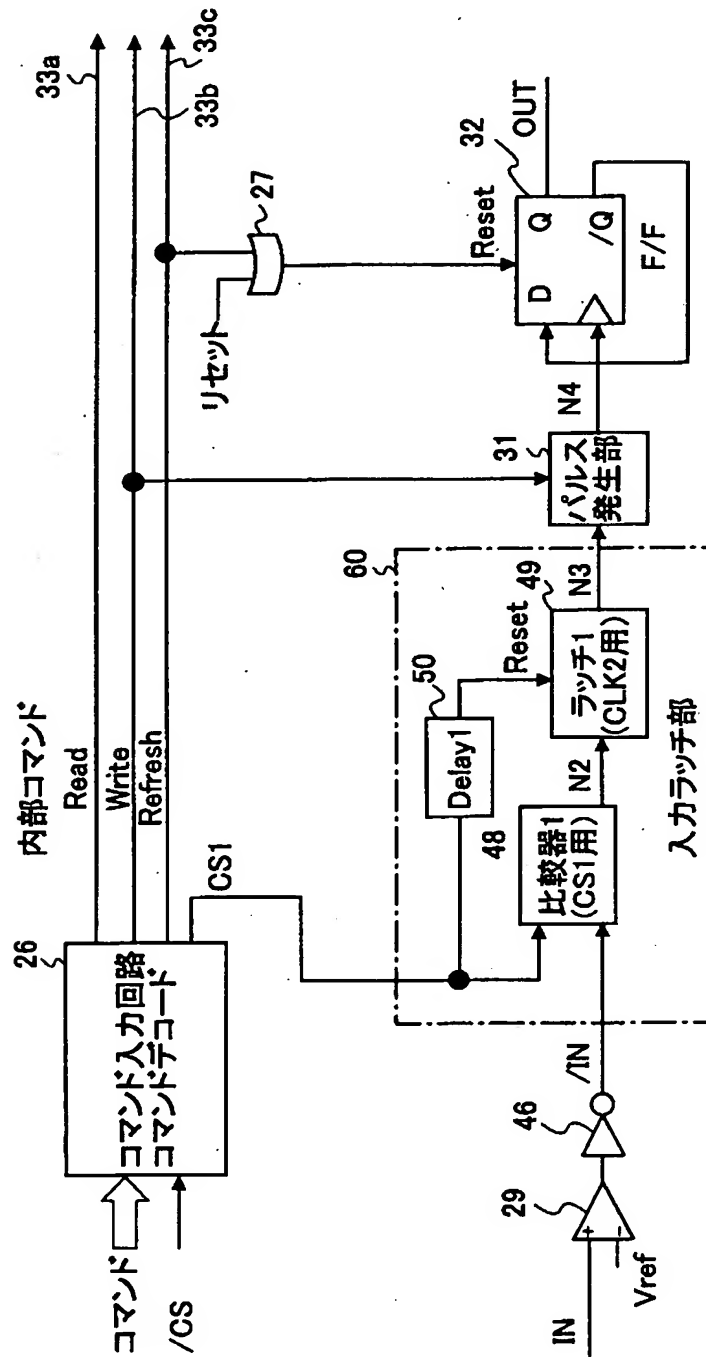 内部コマンド
コマンド
/CS
26
コマンド入力回路
コマンドデコード
Read
33a
Write
33b
Refresh
33c
CS1
リセット
27
Reset
60
50
Delay1
Reset
48
比較器1
(CS1用)
N2
49
ラッチ1
(CLK2用)
N3
入力ラッチ部
31
パルス
発生部
N4
32
D
Q
/Q
F/F
OUT
IN
Vref
+
-
29
46
/IN